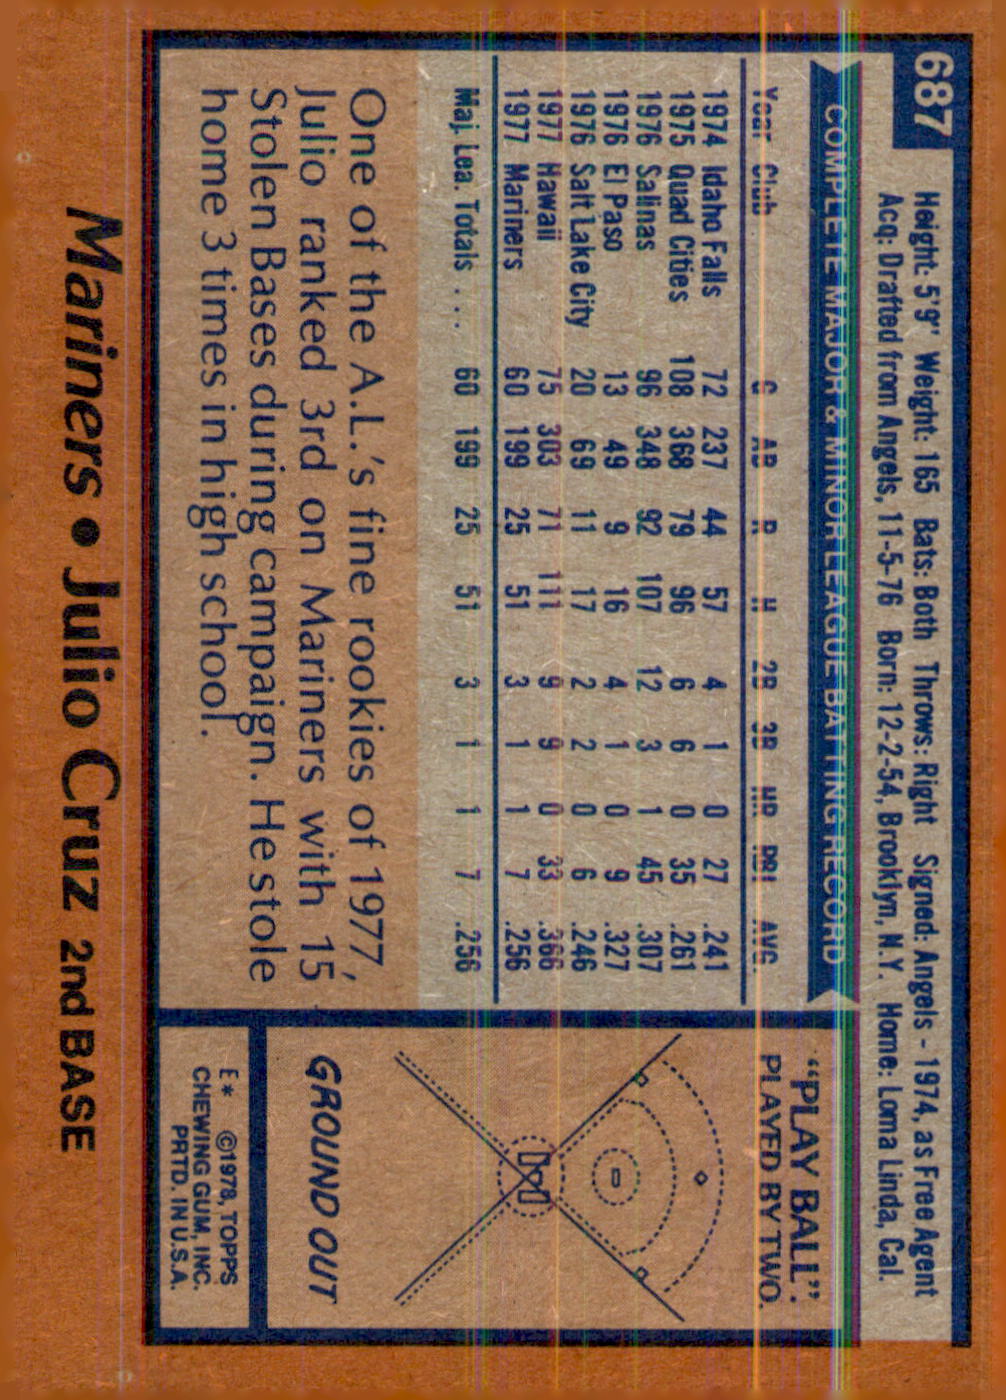 687
Height: 5'9" Weight: 165 Bats: Both Throws: Right Signed: Angels - 1974, as Free Agent
Acq: Drafted from Angels, 11-5-76 Born: 12-2-54, Brooklyn, N.Y. Home: Loma Linda, Cal.
COMPLETE MAJOR & MINOR LEAGUE BATTING RECORD
Year Club G AB R H 2B 3B HR RBI AVG.
1974 Idaho Falls 72 237 44 57 4 1 0 27 .241
1975 Quad Cities 108 368 79 96 6 6 0 35 .261
1976 Salinas 96 348 92 107 12 3 1 45 .307
1976 El Paso 13 49 9 16 4 1 0 9 .327
1976 Salt Lake City 20 69 11 17 2 2 0 6 .246
1977 Hawaii 75 303 71 111 9 9 0 33 .366
1977 Mariners 60 199 25 51 3 1 1 7 .256
Maj. Lea. Totals .... 60 199 25 51 3 1 1 7 .256
One of the A.L.'s fine rookies of 1977,
Julio ranked 3rd on Mariners with 15
Stolen Bases during campaign. He stole
home 3 times in high school.
"PLAY BALL":
PLAYED BY TWO.
GROUND OUT
E* ©1978, TOPPS
CHEWING GUM, INC.
PRTD. IN U.S.A.
Mariners • Julio Cruz 2nd BASE